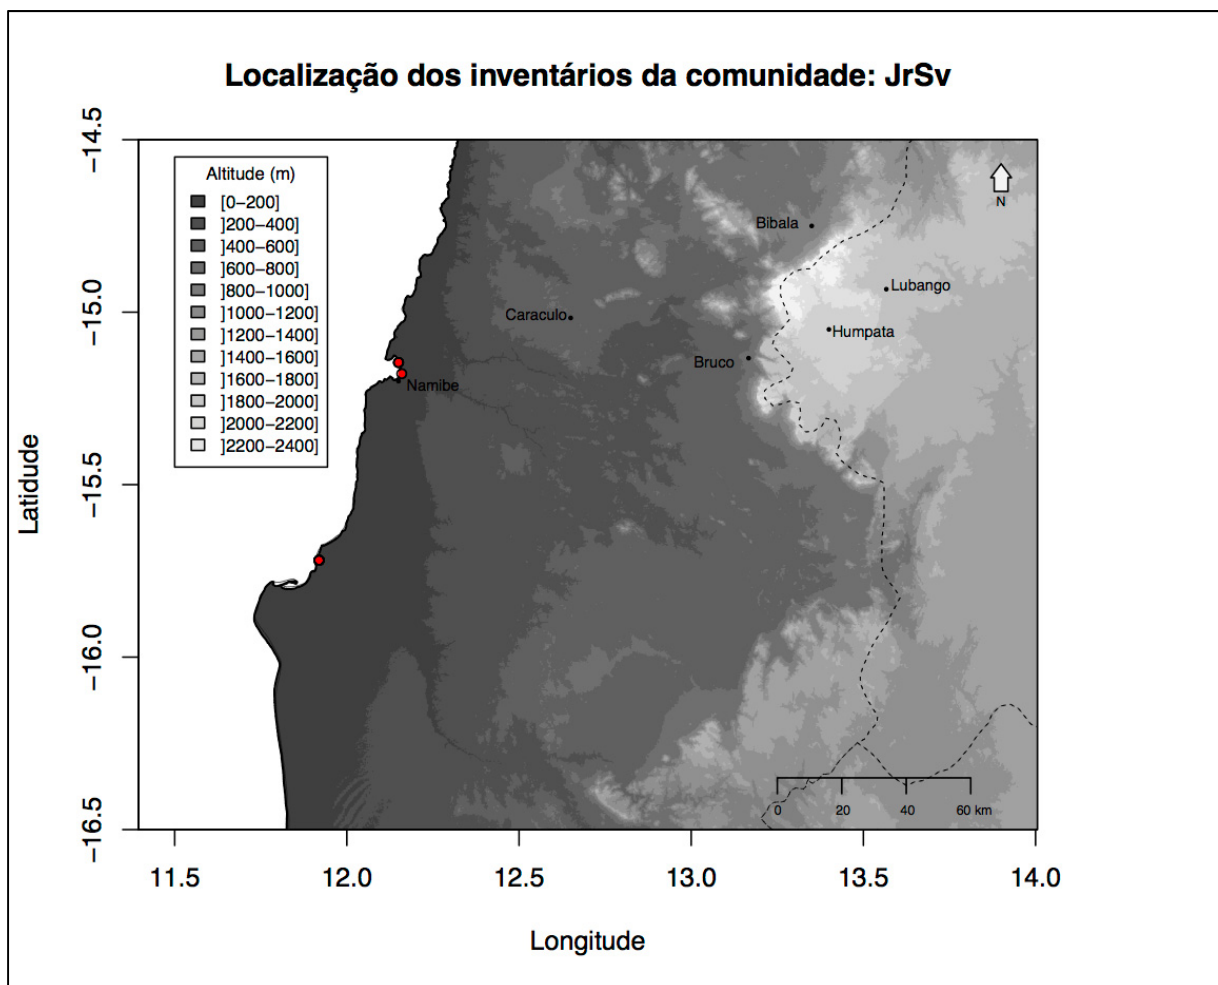 Localização dos inventários da comunidade: JrSv
Altitude (m)
[0−200]
]200−400]
]400−600]
]600−800]
]800−1000]
]1000−1200]
]1200−1400]
]1400−1600]
]1600−1800]
]1800−2000]
]2000−2200]
]2200−2400]
N
Bibala
Lubango
Caraculo
Humpata
Bruco
Namibe
−14.5
−15.0
−15.5
−16.0
−16.5
Latidude
0 20 40 60 km
11.5 12.0 12.5 13.0 13.5 14.0
Longitude